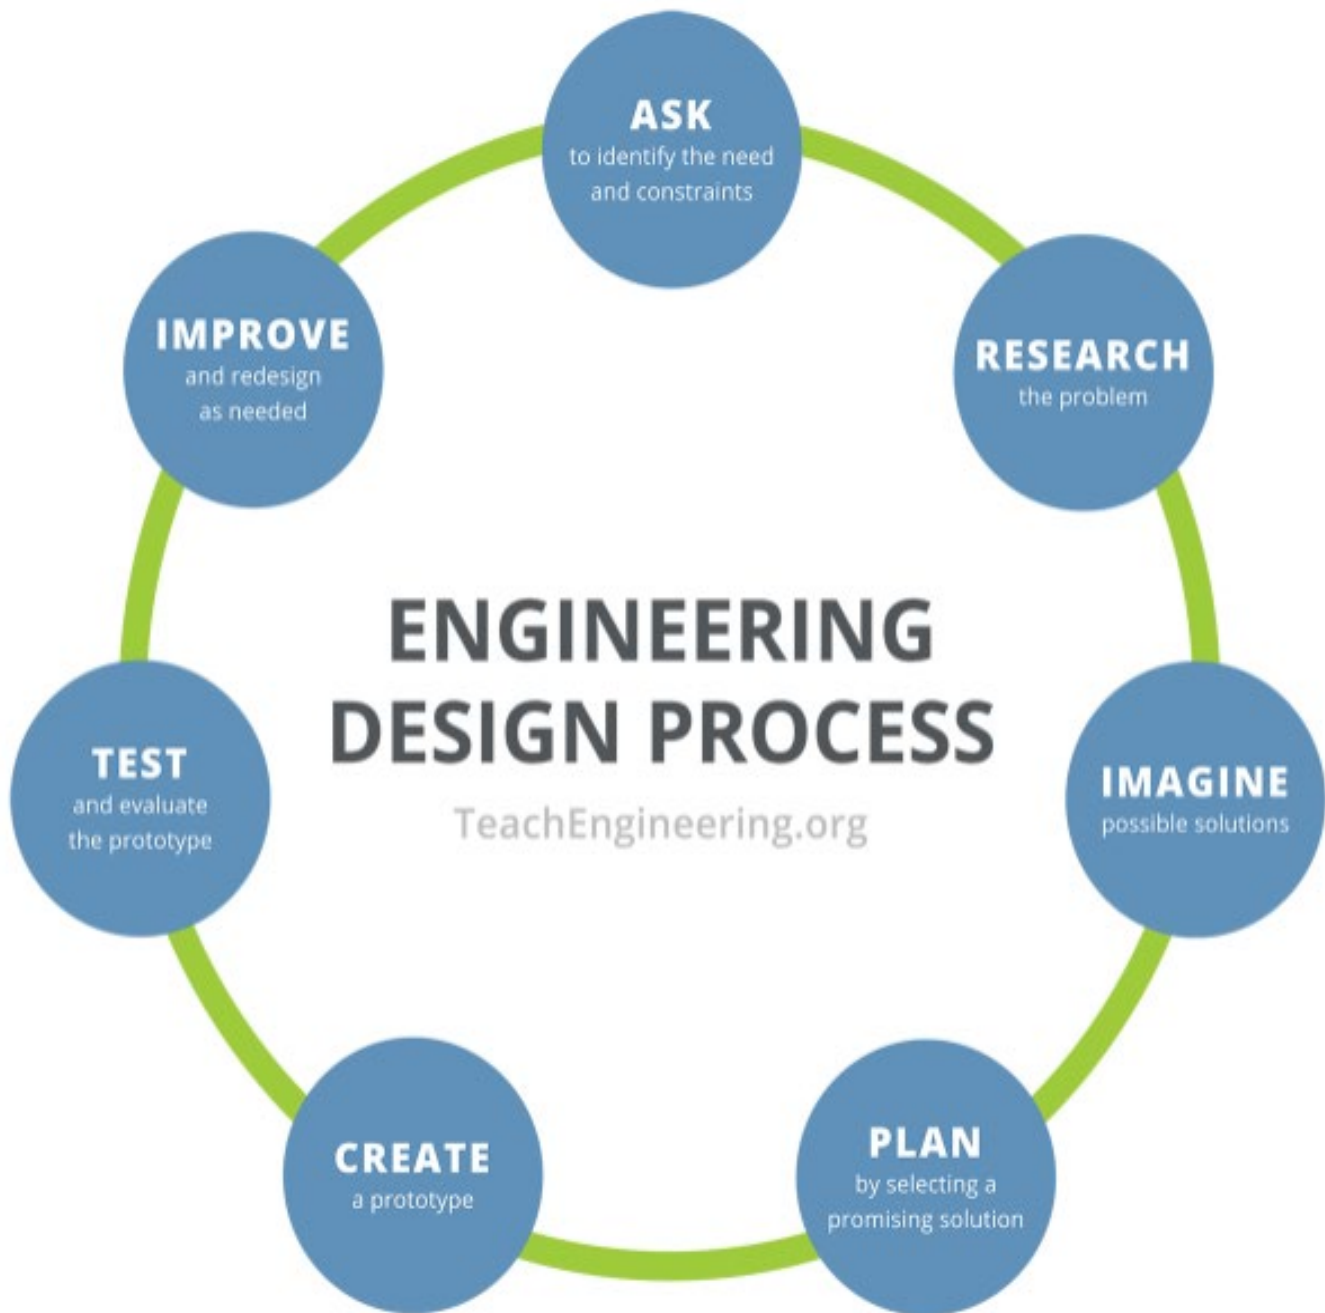 ASK
to identify the need
and constraints
RESEARCH
the problem
IMAGINE
possible solutions
PLAN
by selecting a
promising solution
CREATE
a prototype
TEST
and evaluate
the prototype
IMPROVE
and redesign
as needed
ENGINEERING
DESIGN PROCESS
TeachEngineering.org